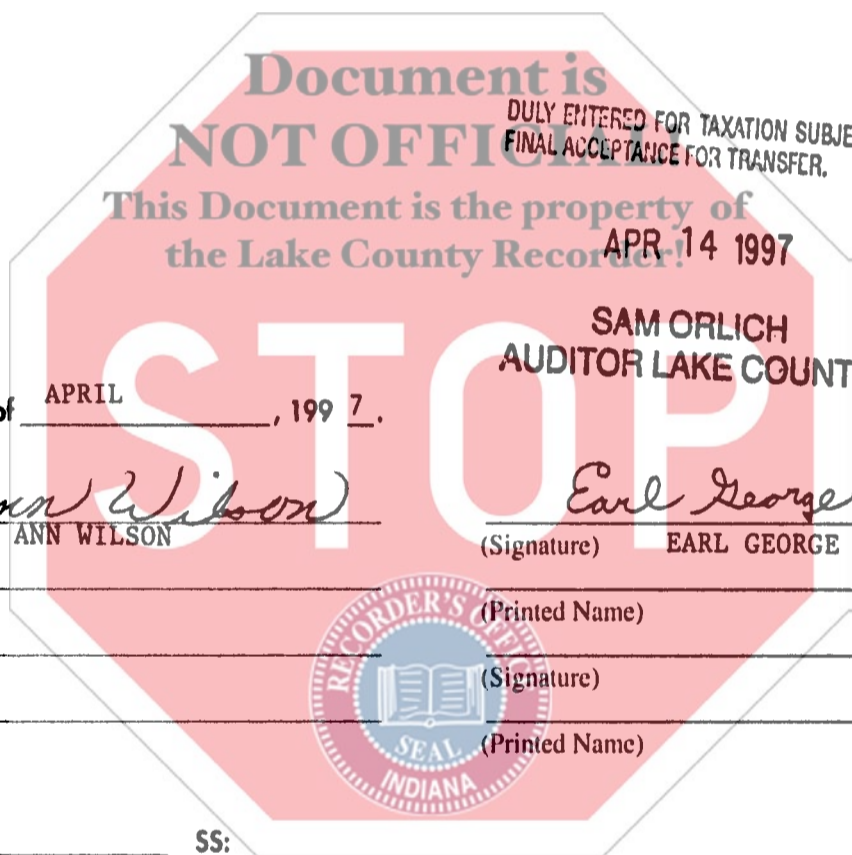 Document is
NOT OFFICIAL
This Document is the property of
the Lake County Recorder!
DULY ENTERED FOR TAXATION SUBJE
FINAL ACCEPTANCE FOR TRANSFER.
APR 14 1997
SAM ORLICH
AUDITOR LAKE COUNT
STOP
of APRIL, 199 7.
nn Wilson
ANN WILSON
Earl George
(Signature) EARL GEORGE
(Printed Name)
(Signature)
(Printed Name)
RECORDER'S OFFICE
SEAL
INDIANA
SS: